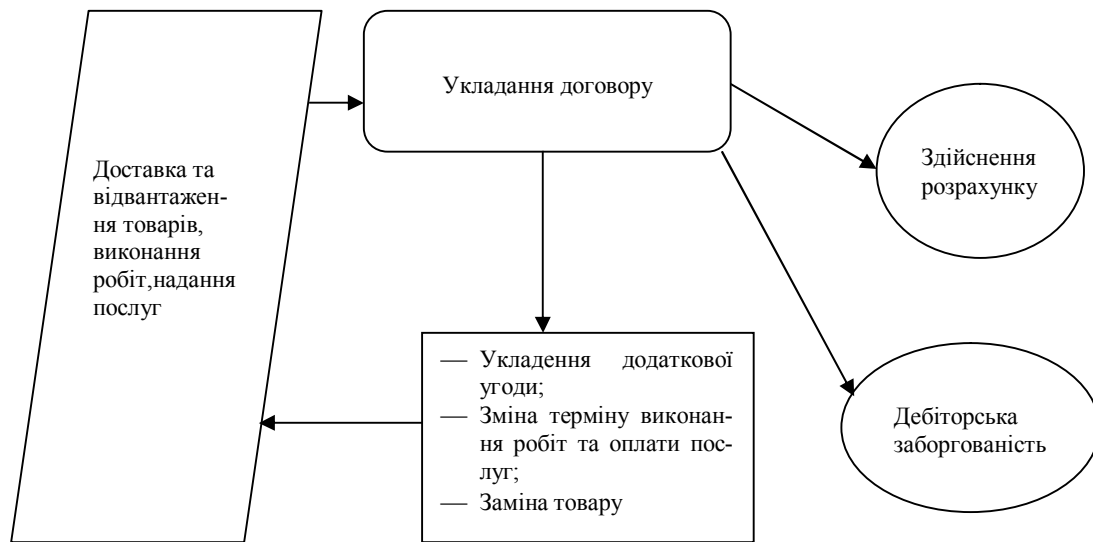 Укладання договору
Здійснення
розрахунку
Доставка та
відвантажен-
ня товарів,
виконання
робіт,надання
послуг
— Укладення додаткової
угоди;
— Зміна терміну виконан-
ня робіт та оплати пос-
луг;
— Заміна товару
Дебіторська
заборгованість